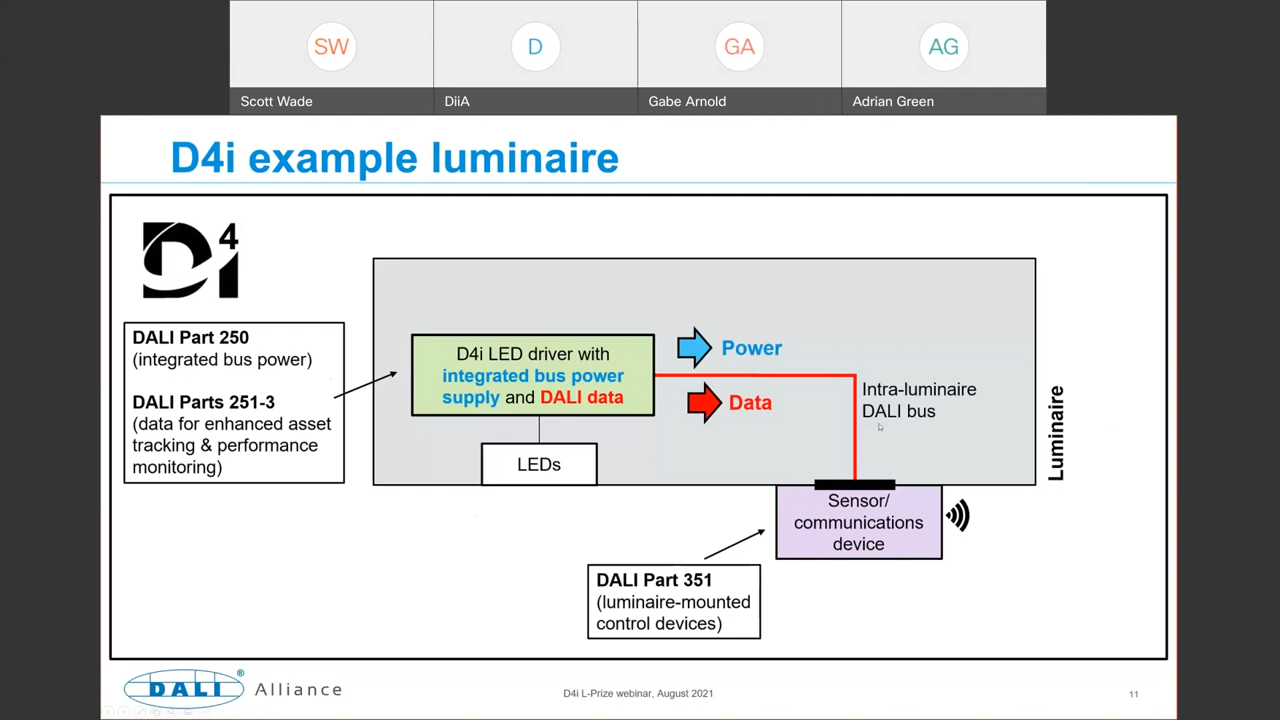 SW
D
GA
AG
Scott Wade
DiiA
Gabe Arnold
Adrian Green
D4i example luminaire
D4i
DALI Part 250
(integrated bus power)
DALI Parts 251-3
(data for enhanced asset
tracking & performance
monitoring)
D4i LED driver with
integrated bus power
supply and DALI data
Power
Data
Intra-luminaire
DALI bus
Luminaire
LEDs
Sensor/
communications
device
DALI Part 351
(luminaire-mounted
control devices)
DALI® Alliance
D4i L-Prize webinar, August 2021
11